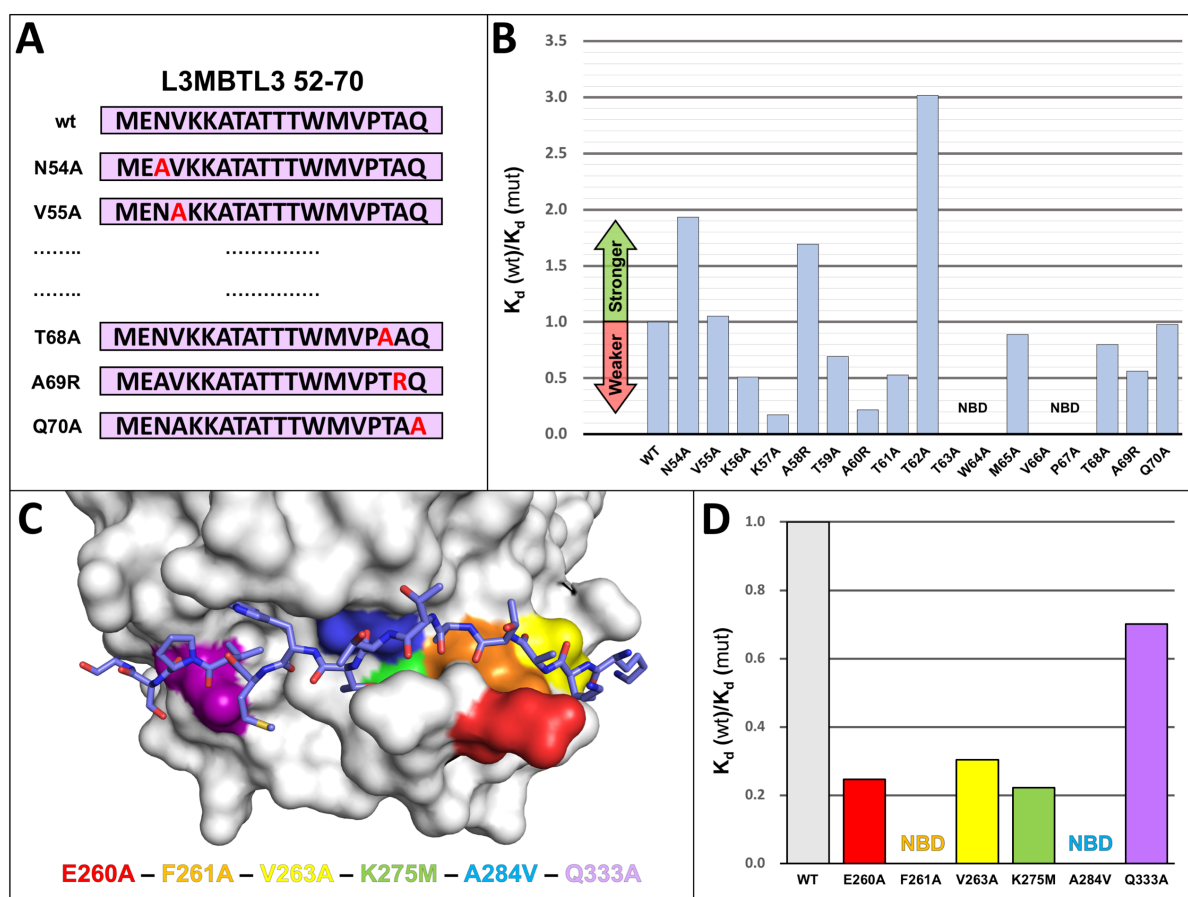 A
L3MBTL3 52-70
wt MENVKKATATTTWMVPTAQ
N54A MEAVKKATATTTWMVPTAQ
V55A MENAKKATATTTWMVPTAQ
........ ...............
........ ...............
T68A MENVKKATATTTWMVPAAQ
A69R MEAVKKATATTTWMVPTRQ
Q70A MENAKKATATTTWMVPTAA
B
Kd (wt)/Kd (mut)
3.5
3.0
2.5
2.0
1.5
1.0
0.5
0.0
Stronger
Weaker
NBD NBD
WT N54A V55A K56A K57A A58R T59A A60R T61A T62A T63A W64A M65A V66A P67A T68A A69R Q70A
C
E260A – F261A – V263A – K275M – A284V – Q333A
D
Kd (wt)/Kd (mut)
1.0
0.8
0.6
0.4
0.2
0.0
NBD NBD
WT E260A F261A V263A K275M A284V Q333A